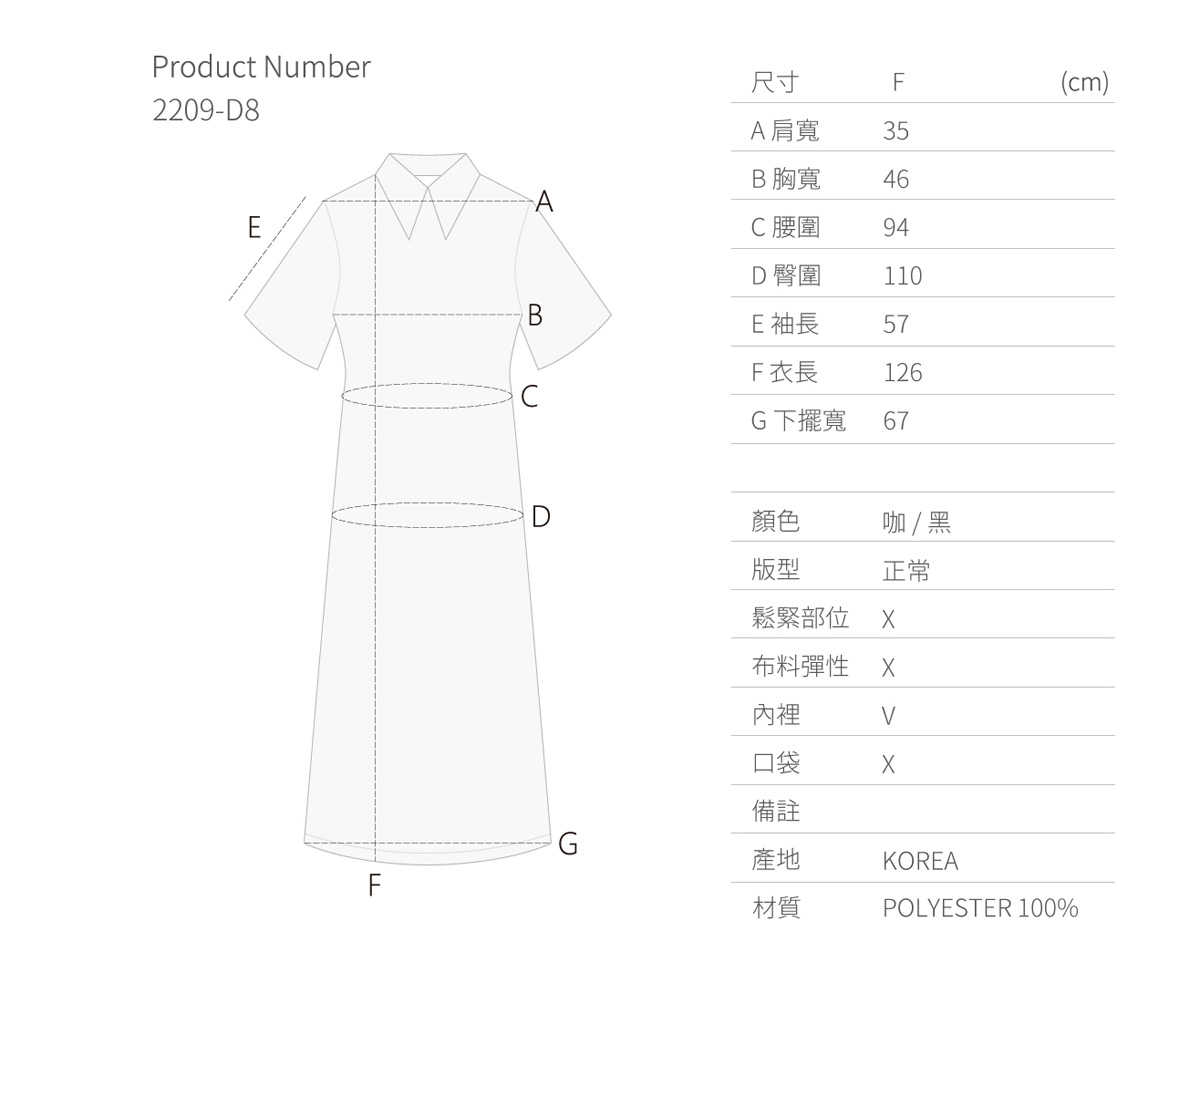 Product Number
2209-D8
A
E
B
C
D
G
F
尺寸 F (cm)
A 肩寬 35
B 胸寬 46
C 腰圍 94
D 臀圍 110
E 袖長 57
F 衣長 126
G 下擺寬 67
顏色 咖 / 黑
版型 正常
鬆緊部位 X
布料彈性 X
內裡 V
口袋 X
備註
產地 KOREA
材質 POLYESTER 100%